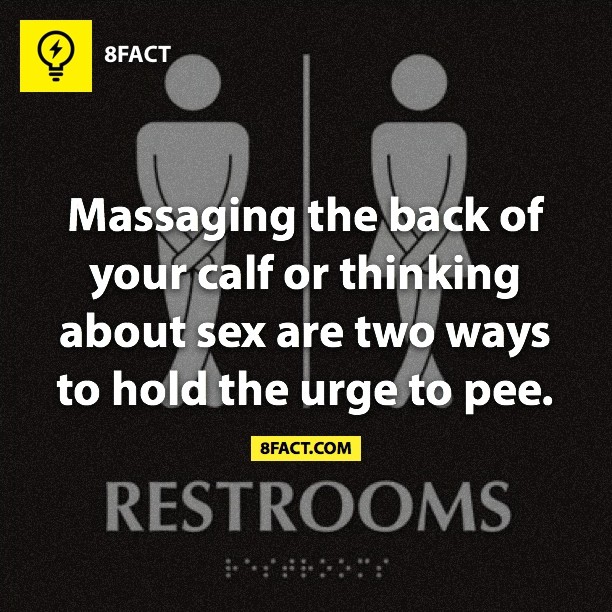 8FACT
Massaging the back of
your calf or thinking
about sex are two ways
to hold the urge to pee.
8FACT.COM
RESTROOMS
⠗⠑⠎⠞⠗⠕⠕⠍⠎